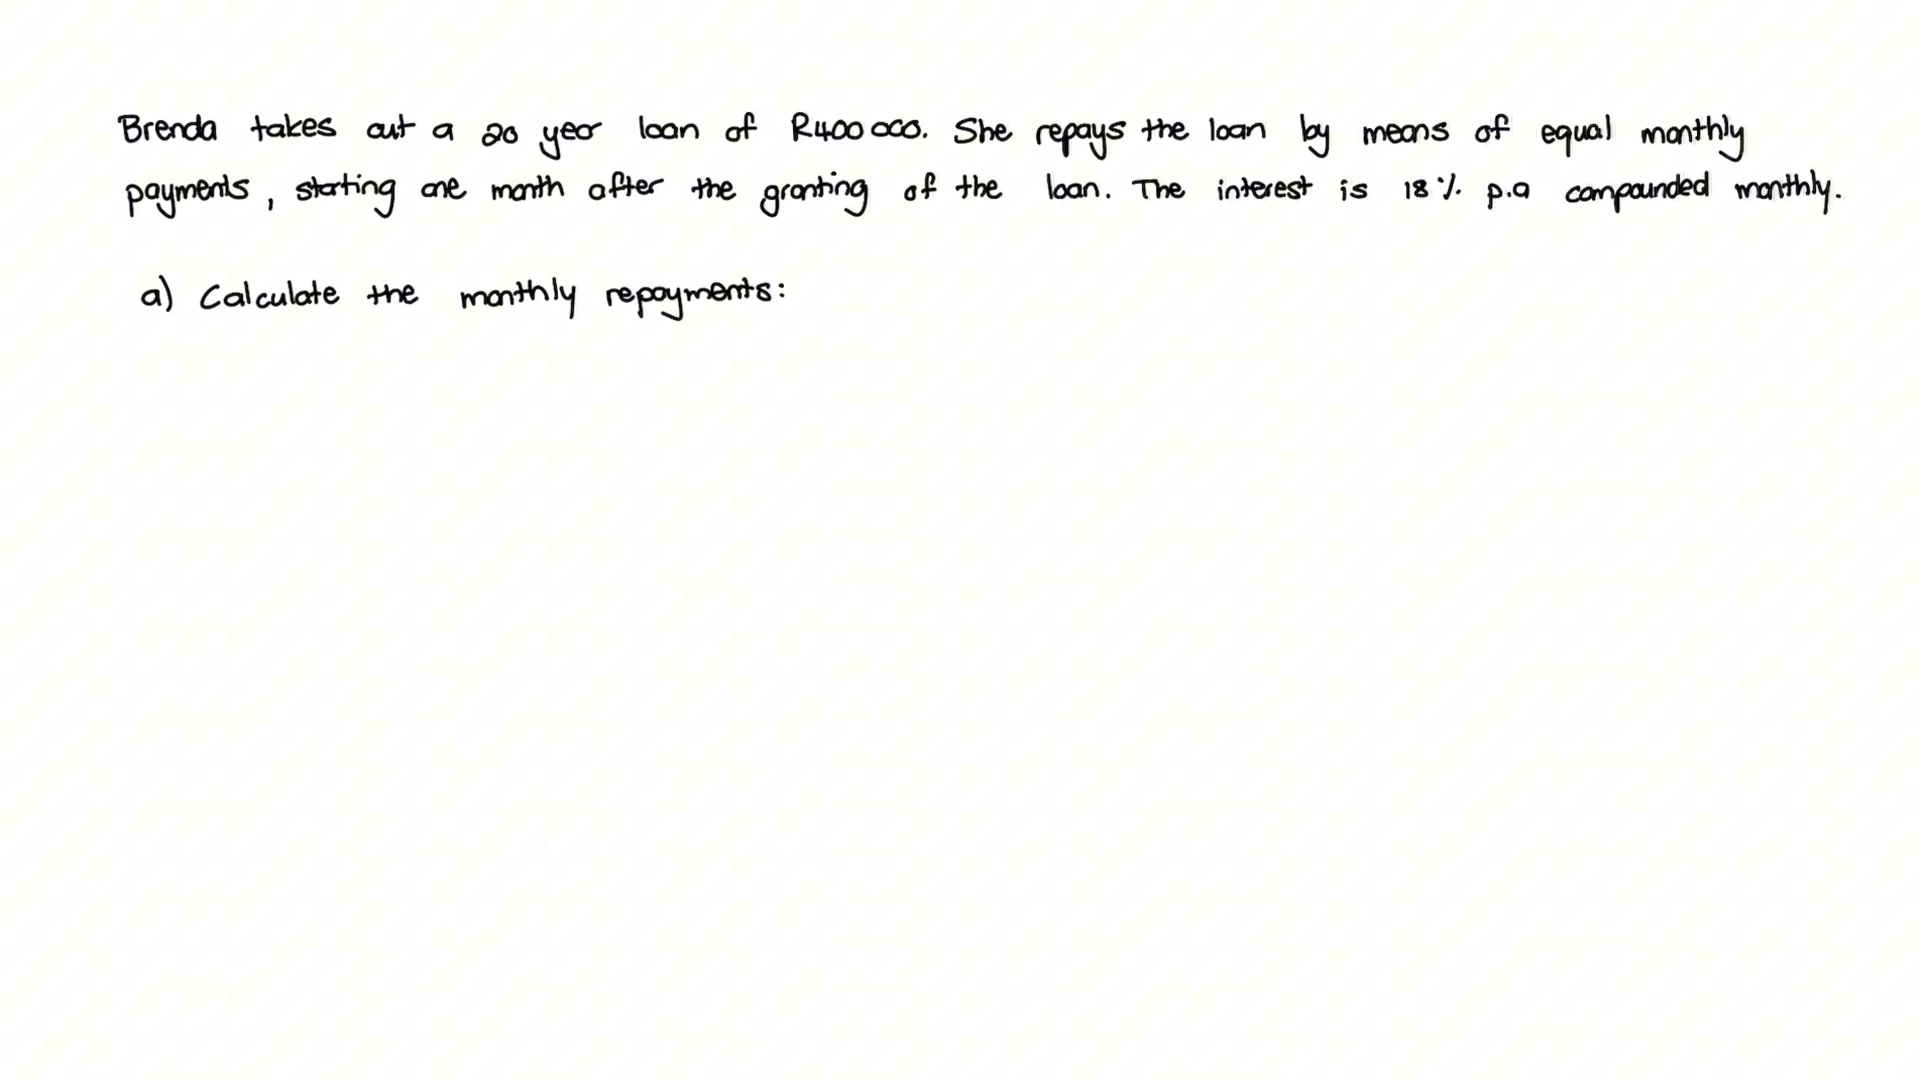 Brenda takes out a 20 year loan of R400 000. She repays the loan by means of equal monthly
payments, starting one month after the granting of the loan. The interest is 18% p.a compounded monthly.
a) Calculate the monthly repayments: